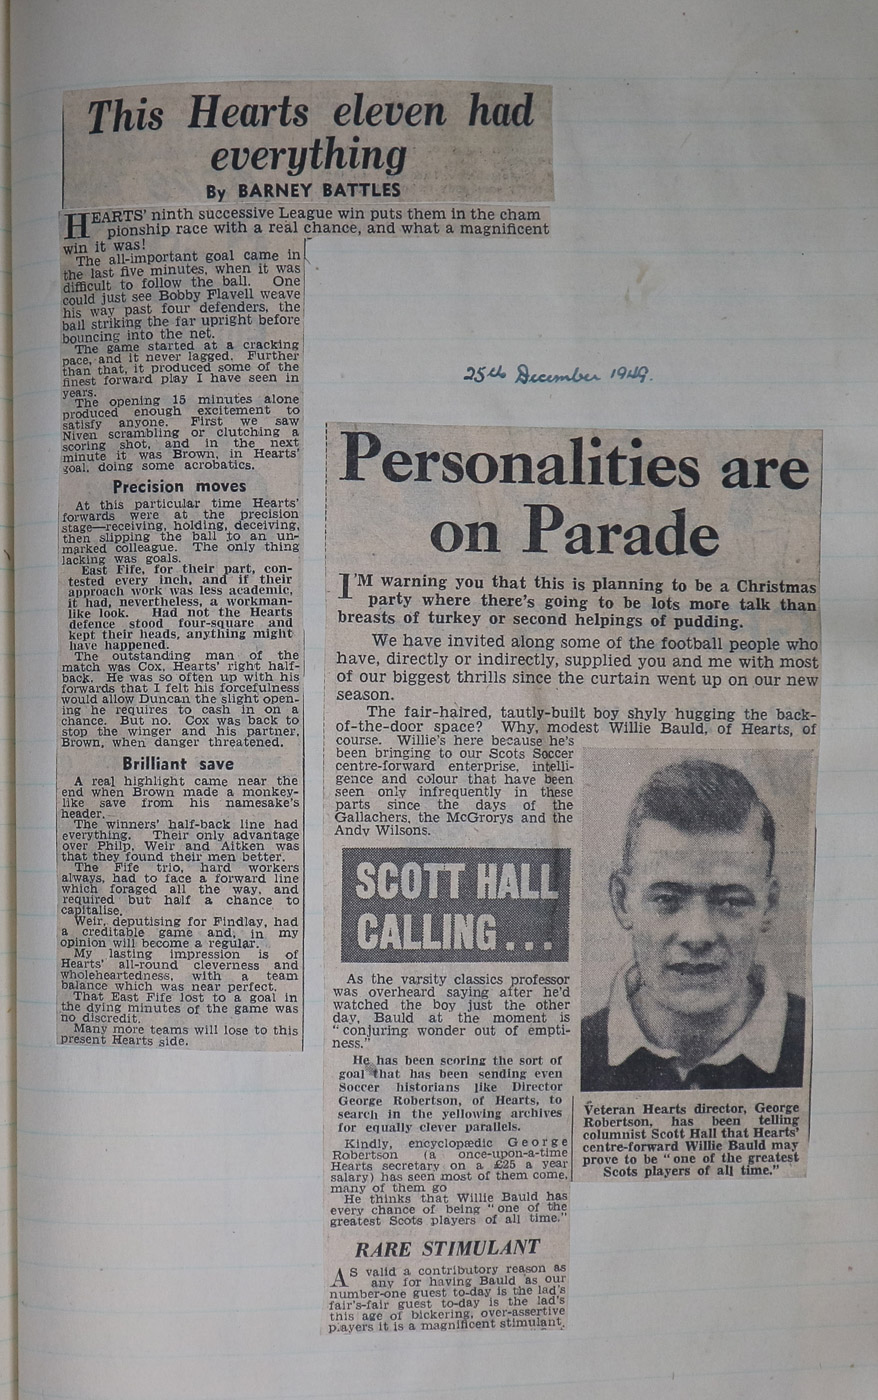 This Hearts eleven had
everything
By BARNEY BATTLES
HEARTS' ninth successive League win puts them in the cham
pionship race with a real chance, and what a magnificent
win it was!
The all-important goal came in
the last five minutes, when it was
difficult to follow the ball. One
could just see Bobby Flavell weave
his way past four defenders, the
ball striking the far upright before
bouncing into the net.
The game started at a cracking
pace, and it never lagged. Further
than that, it produced some of the
finest forward play I have seen in
years.
The opening 15 minutes alone
produced enough excitement to
satisfy anyone. First we saw
Niven scrambling or clutching a
scoring shot, and in the next
minute it was Brown, in Hearts'
goal, doing some acrobatics.
Precision moves
At this particular time Hearts'
forwards were at the precision
stage—receiving, holding, deceiving,
then slipping the ball to an un-
marked colleague. The only thing
lacking was goals.
East Fife, for their part, con-
tested every inch, and if their
approach work was less academic,
it had, nevertheless, a workman-
like look. Had not the Hearts
defence stood four-square and
kept their heads, anything might
have happened.
The outstanding man of the
match was Cox, Hearts' right half-
back. He was so often up with his
forwards that I felt his forcefulness
would allow Duncan the slight open-
ing he requires to cash in on a
chance. But no. Cox was back to
stop the winger and his partner,
Brown, when danger threatened.
Brilliant save
A real highlight came near the
end when Brown made a monkey-
like save from his namesake's
header.
The winners' half-back line had
everything. Their only advantage
over Philp, Weir and Aitken was
that they found their men better.
The Fife trio, hard workers
always, had to face a forward line
which foraged all the way, and
required but half a chance to
capitalise.
Weir, deputising for Findlay, had
a creditable game and, in my
opinion will become a regular.
My lasting impression is of
Hearts' all-round cleverness and
wholeheartedness, with a team
balance which was near perfect.
That East Fife lost to a goal in
the dying minutes of the game was
no discredit.
Many more teams will lose to this
present Hearts side.
25th December 1949.
Personalities are
on Parade
I'M warning you that this is planning to be a Christmas
party where there's going to be lots more talk than
breasts of turkey or second helpings of pudding.
We have invited along some of the football people who
have, directly or indirectly, supplied you and me with most
of our biggest thrills since the curtain went up on our new
season.
The fair-haired, tautly-built boy shyly hugging the back-
of-the-door space? Why, modest Willie Bauld, of Hearts, of
course. Willie's here because he's
been bringing to our Scots Soccer
centre-forward enterprise, intelli-
gence and colour that have been
seen only infrequently in these
parts since the days of the
Gallachers, the McGrorys and the
Andy Wilsons.
SCOTT HALL
CALLING...
As the varsity classics professor
was overheard saying after he'd
watched the boy just the other
day, Bauld at the moment is
"conjuring wonder out of empti-
ness."
He has been scoring the sort of
goal that has been sending even
Soccer historians like Director
George Robertson, of Hearts, to
search in the yellowing archives
for equally clever parallels.
Kindly, encyclopædic George
Robertson (a once-upon-a-time
Hearts secretary on a £25 a year
salary) has seen most of them come,
many of them go
He thinks that Willie Bauld has
every chance of being "one of the
greatest Scots players of all time."
RARE STIMULANT
AS valid a contributory reason as
any for having Bauld as our
number-one guest to-day is the lad's
fair's-fair guest to-day is the lad's
this age of bickering, over-assertive
players it is a magnificent stimulant.
Veteran Hearts director, George
Robertson, has been telling
columnist Scott Hall that Hearts'
centre-forward Willie Bauld may
prove to be "one of the greatest
Scots players of all time."